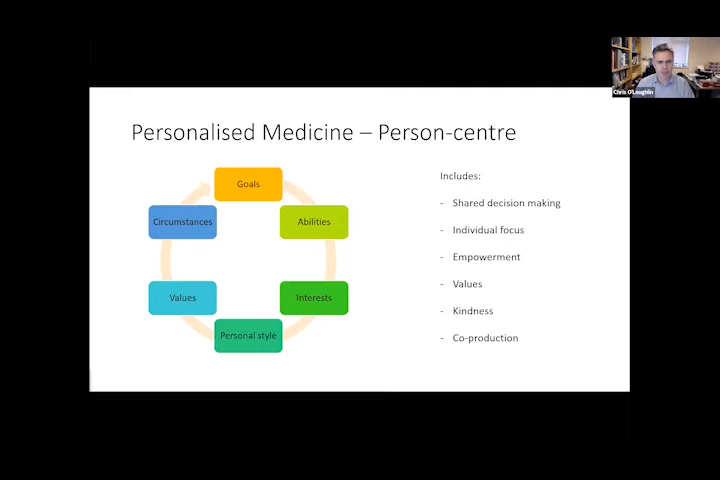 Chris O'Loughlin
Personalised Medicine – Person-centre
Goals
Abilities
Interests
Personal style
Values
Circumstances
Includes:
- Shared decision making
- Individual focus
- Empowerment
- Values
- Kindness
- Co-production